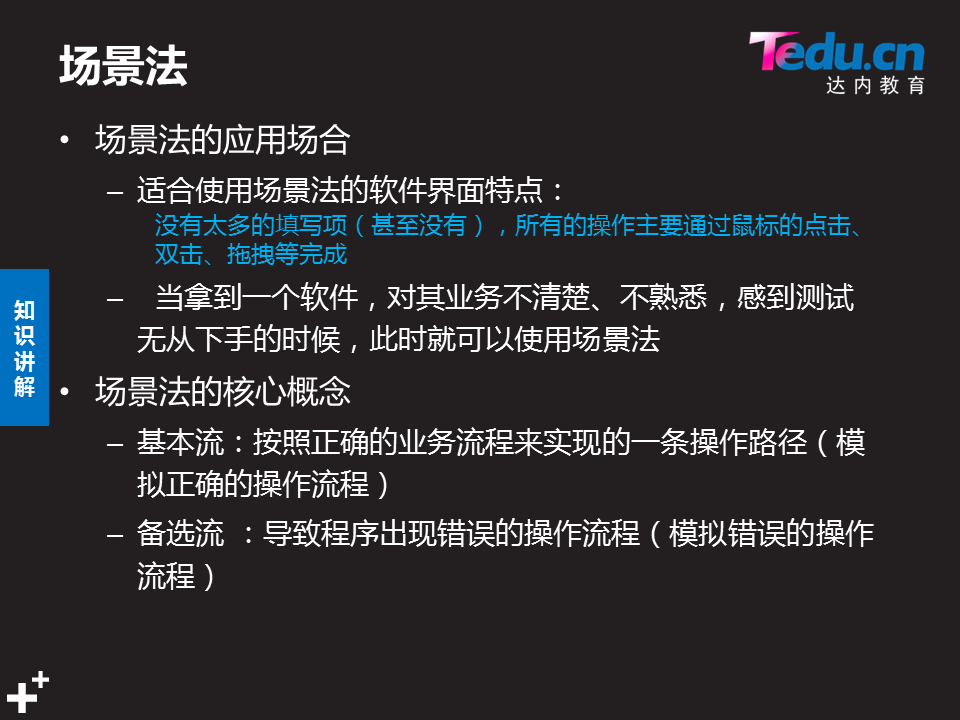 场景法
Tedu.cn
达内教育
• 场景法的应用场合
– 适合使用场景法的软件界面特点：
没有太多的填写项（甚至没有），所有的操作主要通过鼠标的点击、
双击、拖拽等完成
– 当拿到一个软件，对其业务不清楚、不熟悉，感到测试
无从下手的时候，此时就可以使用场景法
知识讲解
• 场景法的核心概念
– 基本流：按照正确的业务流程来实现的一条操作路径（模
拟正确的操作流程）
– 备选流 ：导致程序出现错误的操作流程（模拟错误的操作
流程）